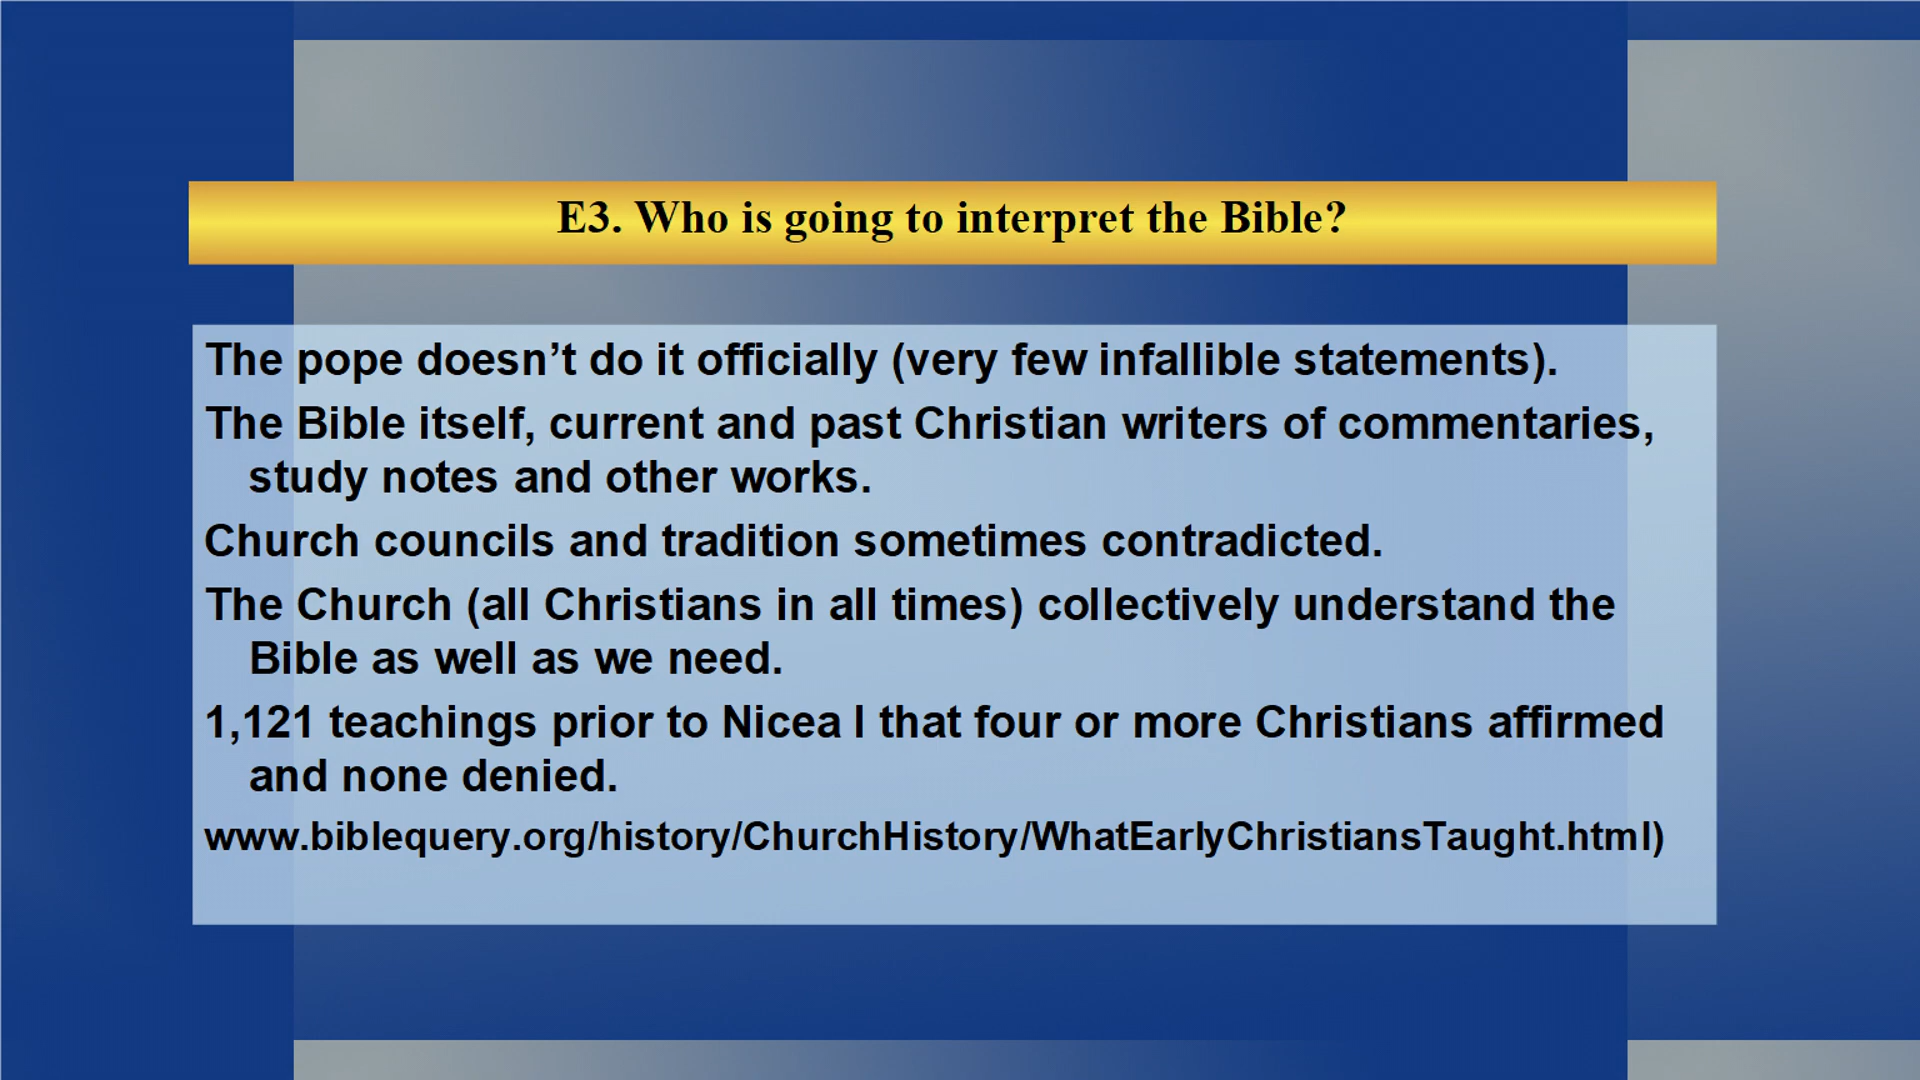 E3. Who is going to interpret the Bible?
The pope doesn’t do it officially (very few infallible statements).
The Bible itself, current and past Christian writers of commentaries,
study notes and other works.
Church councils and tradition sometimes contradicted.
The Church (all Christians in all times) collectively understand the
Bible as well as we need.
1,121 teachings prior to Nicea I that four or more Christians affirmed
and none denied.
www.biblequery.org/history/ChurchHistory/WhatEarlyChristiansTaught.html)